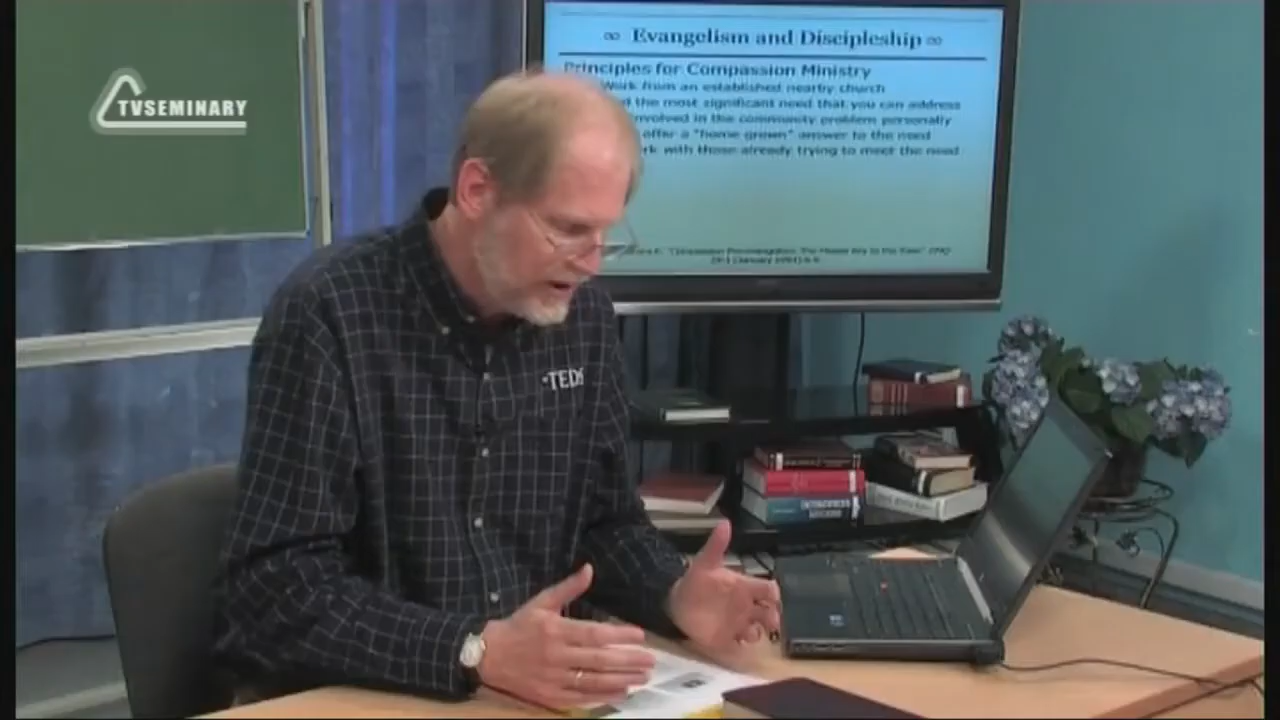 TVSEMINARY
∞ Evangelism and Discipleship ∞
Principles for Compassion Ministry
Work from an established nearby church
the most significant need that you can address
involved in the community problem personally
offer a "home grown" answer to the need
with those already trying to meet the need
TEDS